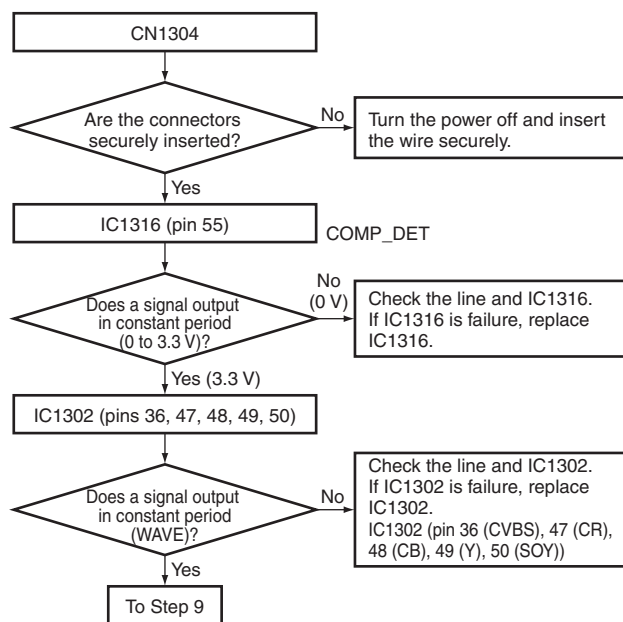 CN1304
Are the connectors
securely inserted?
No
Turn the power off and insert
the wire securely.
Yes
IC1316 (pin 55)
COMP_DET
Does a signal output
in constant period
(0 to 3.3 V)?
No
(0 V)
Check the line and IC1316.
If IC1316 is failure, replace
IC1316.
Yes (3.3 V)
IC1302 (pins 36, 47, 48, 49, 50)
Does a signal output
in constant period
(WAVE)?
No
Check the line and IC1302.
If IC1302 is failure, replace
IC1302.
IC1302 (pin 36 (CVBS), 47 (CR),
48 (CB), 49 (Y), 50 (SOY))
Yes
To Step 9